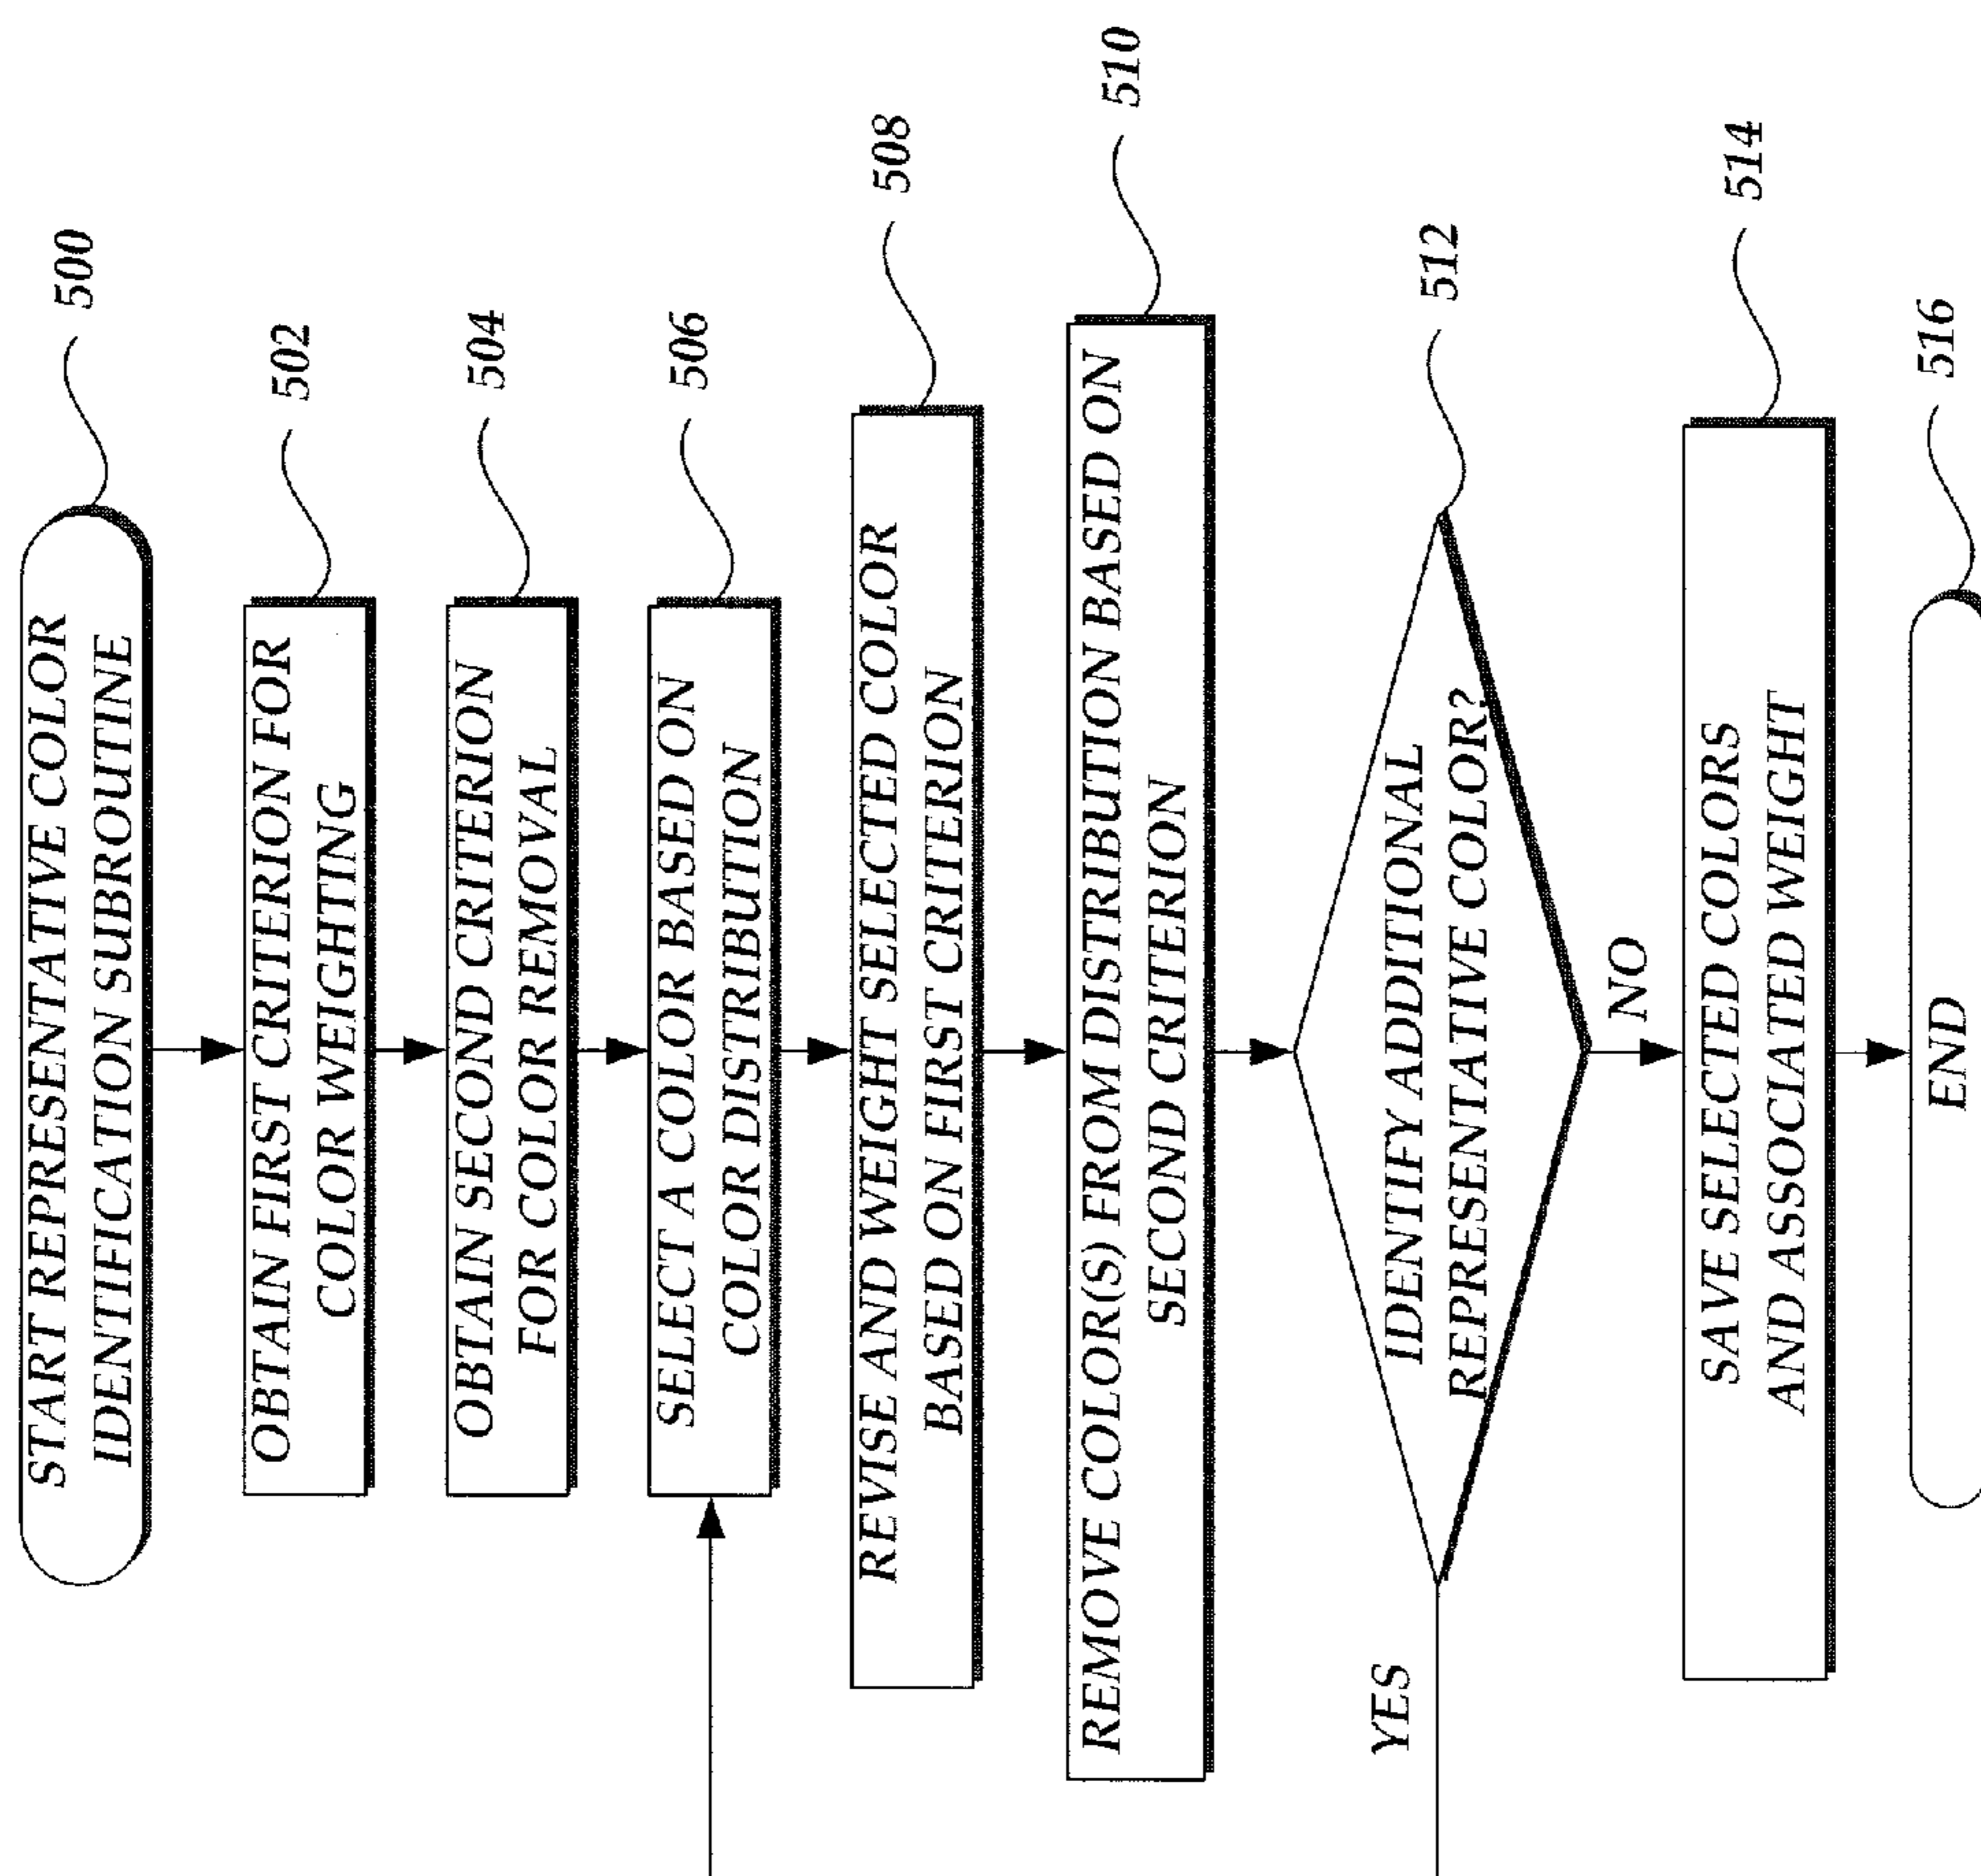 START REPRESENTATIVE COLOR
IDENTIFICATION SUBROUTINE
500
OBTAIN FIRST CRITERION FOR
COLOR WEIGHTING
502
OBTAIN SECOND CRITERION
FOR COLOR REMOVAL
504
SELECT A COLOR BASED ON
COLOR DISTRIBUTION
506
REVISE AND WEIGHT SELECTED COLOR
BASED ON FIRST CRITERION
508
REMOVE COLOR(S) FROM DISTRIBUTION BASED ON
SECOND CRITERION
510
IDENTIFY ADDITIONAL
REPRESENTATIVE COLOR?
512
YES
NO
SAVE SELECTED COLORS
AND ASSOCIATED WEIGHT
514
END
516